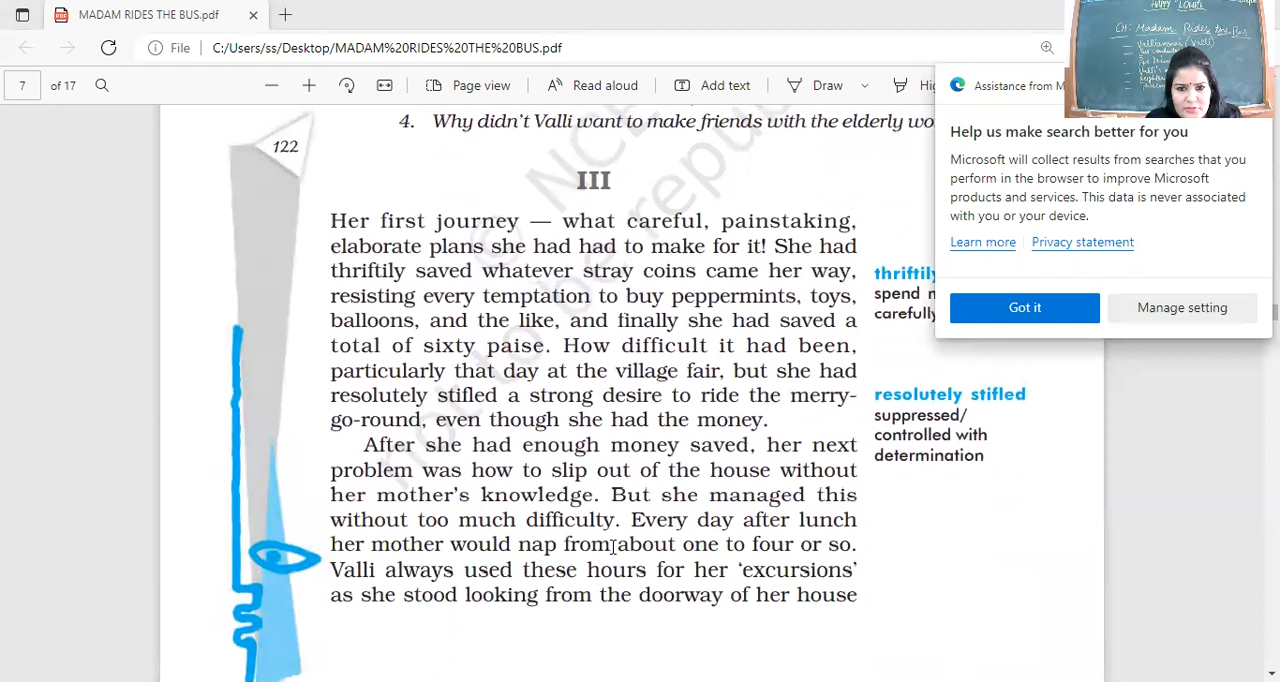 MADAM RIDES THE BUS.pdf
File C:/Users/ss/Desktop/MADAM%20RIDES%20THE%20BUS.pdf
7 of 17
Page view
Read aloud
Add text
Draw
4. Why didn't Valli want to make friends with the elderly
122
III
Her first journey — what careful, painstaking,
elaborate plans she had had to make for it! She had
thriftily saved whatever stray coins came her way,
resisting every temptation to buy peppermints, toys,
balloons, and the like, and finally she had saved a
total of sixty paise. How difficult it had been,
particularly that day at the village fair, but she had
resolutely stifled a strong desire to ride the merry-
go-round, even though she had the money.
After she had enough money saved, her next
problem was how to slip out of the house without
her mother's knowledge. But she managed this
without too much difficulty. Every day after lunch
her mother would nap from about one to four or so.
Valli always used these hours for her 'excursions'
as she stood looking from the doorway of her house
thriftily
spend
carefully
resolutely stifled
suppressed/
controlled with
determination
Assistance from
Help us make search better for you
Microsoft will collect results from searches that you
perform in the browser to improve Microsoft
products and services. This data is never associated
with you or your device.
Learn more Privacy statement
Got it
Manage setting
CH: Madam Rides the Bus
Valliammai (Valli)
© NCE
not to be repu